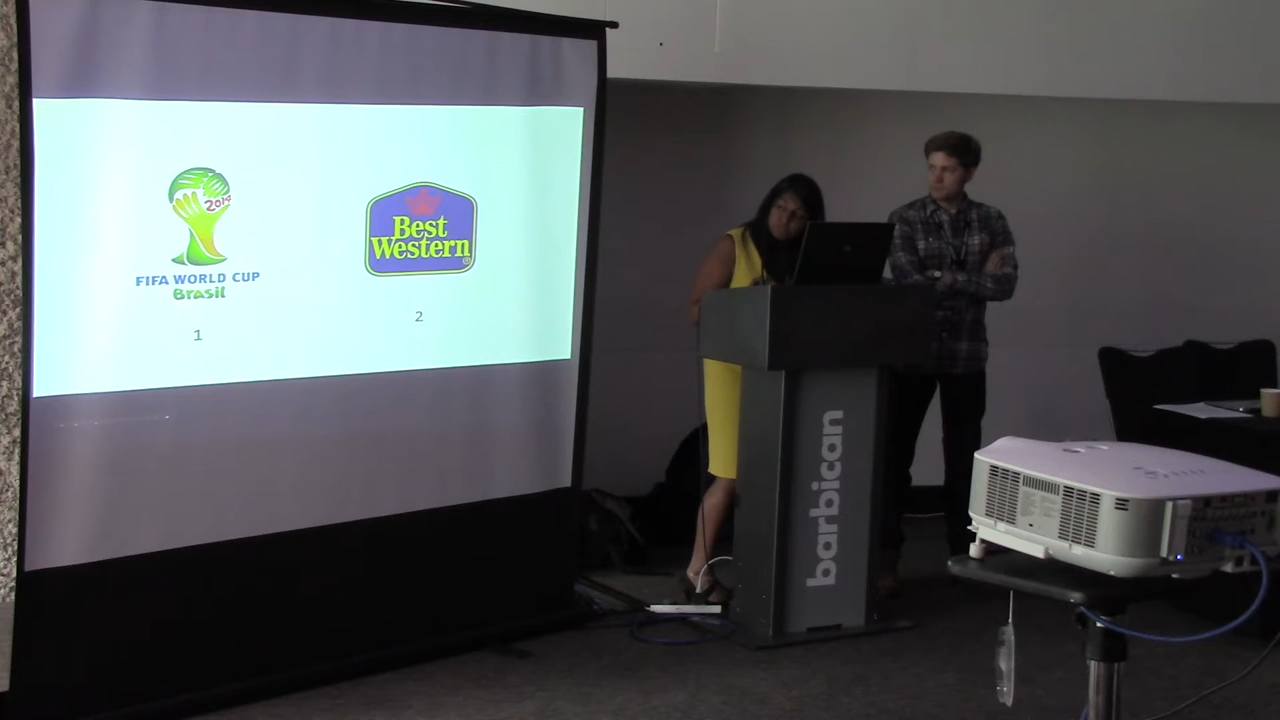 2014
FIFA WORLD CUP
Brasil
1
Best
Western
®
2
barbican